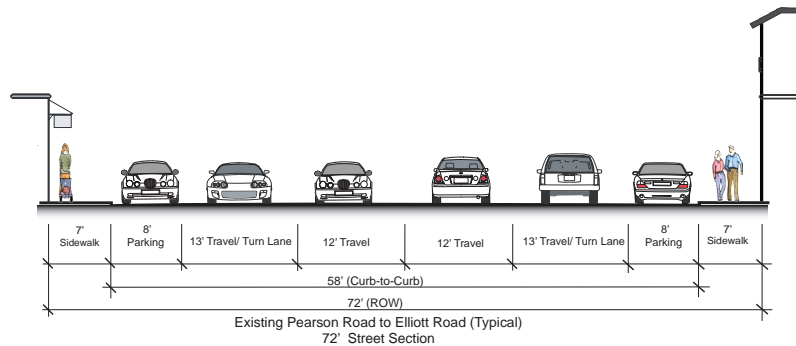 7'
Sidewalk
8'
Parking
13' Travel/ Turn Lane
12' Travel
12' Travel
13' Travel/ Turn Lane
8'
Parking
7'
Sidewalk
58' (Curb-to-Curb)
72' (ROW)
Existing Pearson Road to Elliott Road (Typical)
72' Street Section